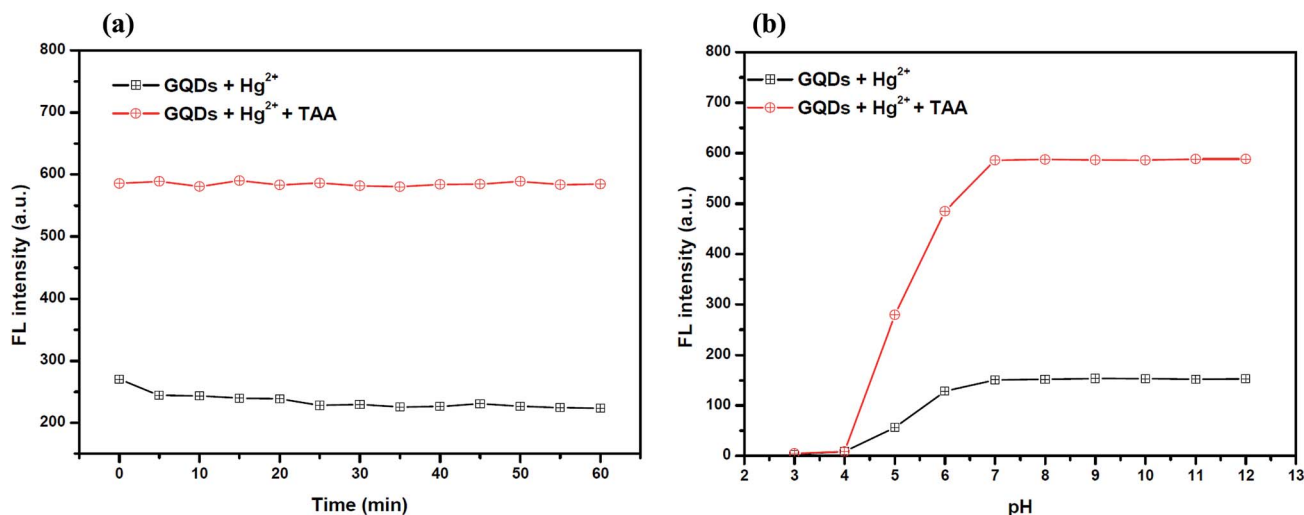 (a)
800
700
600
500
400
300
200
FL intensity (a.u.)
GQDs + Hg²⁺
GQDs + Hg²⁺ + TAA
0 10 20 30 40 50 60
Time (min)
(b)
800
700
600
500
400
300
200
100
0
FL intensity (a.u.)
GQDs + Hg²⁺
GQDs + Hg²⁺ + TAA
2 3 4 5 6 7 8 9 10 11 12 13
pH